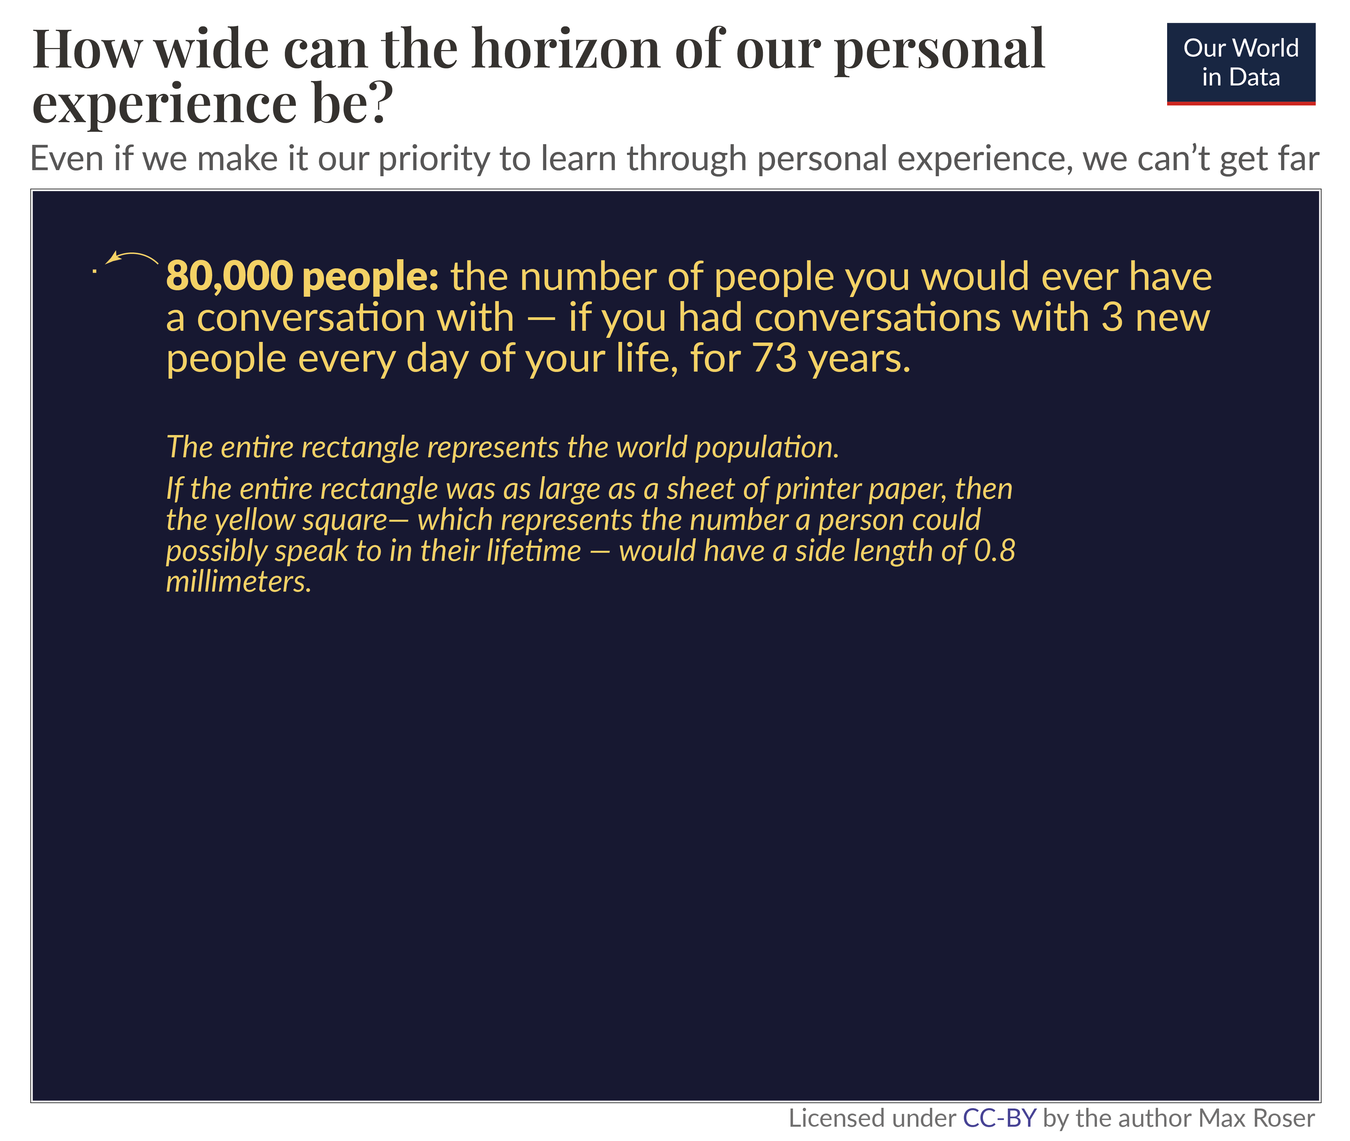 How wide can the horizon of our personal
experience be?
Our World
in Data
Even if we make it our priority to learn through personal experience, we can’t get far
80,000 people: the number of people you would ever have
a conversation with — if you had conversations with 3 new
people every day of your life, for 73 years.
The entire rectangle represents the world population.
If the entire rectangle was as large as a sheet of printer paper, then
the yellow square— which represents the number a person could
possibly speak to in their lifetime — would have a side length of 0.8
millimeters.
Licensed under CC-BY by the author Max Roser